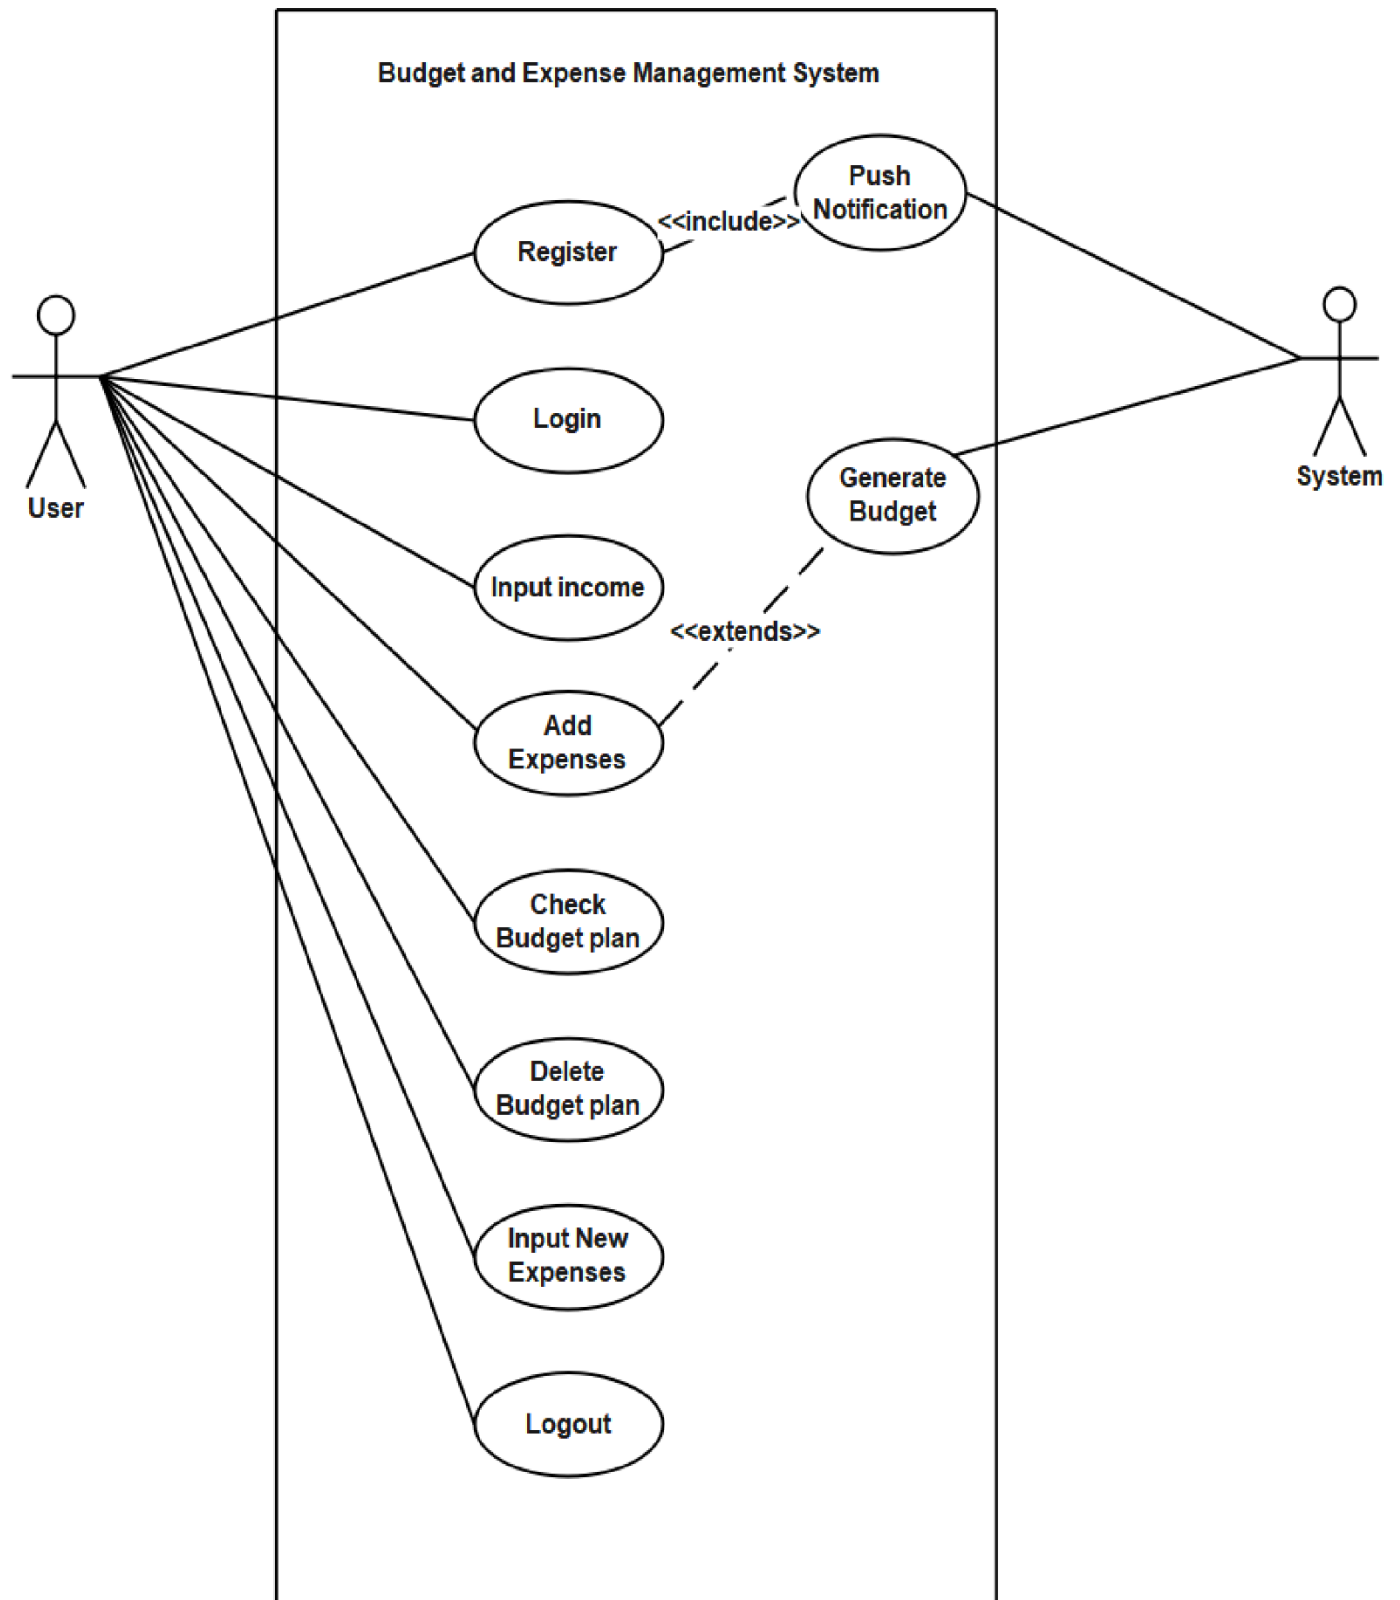 Budget and Expense Management System
Push
Notification
<<include>>
Register
Login
Generate
Budget
System
User
Input income
<<extends>>
Add
Expenses
Check
Budget plan
Delete
Budget plan
Input New
Expenses
Logout